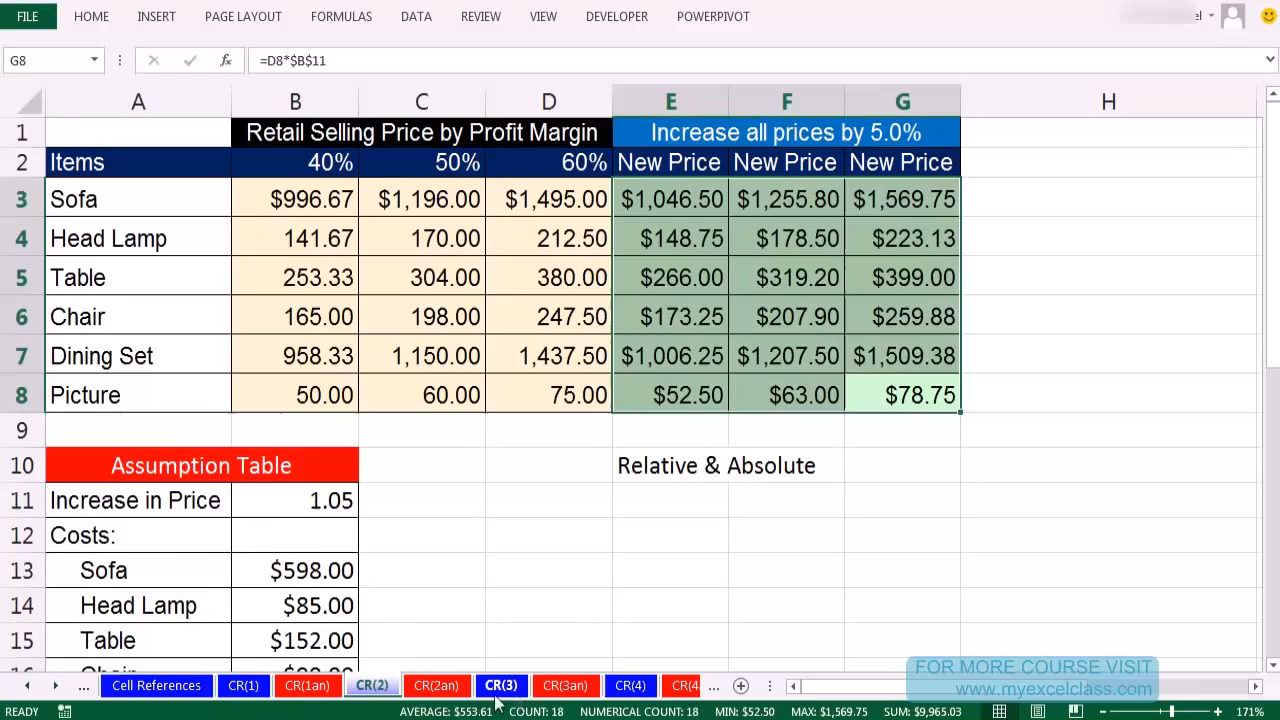 FILE HOME INSERT PAGE LAYOUT FORMULAS DATA REVIEW VIEW DEVELOPER POWERPIVOT
G8 fx =D8*$B$11
A B C D E F G H
1 Retail Selling Price by Profit Margin Increase all prices by 5.0%
2 Items 40% 50% 60% New Price New Price New Price
3 Sofa $996.67 $1,196.00 $1,495.00 $1,046.50 $1,255.80 $1,569.75
4 Head Lamp 141.67 170.00 212.50 $148.75 $178.50 $223.13
5 Table 253.33 304.00 380.00 $266.00 $319.20 $399.00
6 Chair 165.00 198.00 247.50 $173.25 $207.90 $259.88
7 Dining Set 958.33 1,150.00 1,437.50 $1,006.25 $1,207.50 $1,509.38
8 Picture 50.00 60.00 75.00 $52.50 $63.00 $78.75
9
10 Assumption Table Relative & Absolute
11 Increase in Price 1.05
12 Costs:
13 Sofa $598.00
14 Head Lamp $85.00
15 Table $152.00
FOR MORE COURSE VISIT
www.myexcelclass.com
... Cell References CR(1) CR(1an) CR(2) CR(2an) CR(3) CR(3an) CR(4) CR(4 ...
READY AVERAGE: $553.61 COUNT: 18 NUMERICAL COUNT: 18 MIN: $52.50 MAX: $1,569.75 SUM: $9,965.03 171%